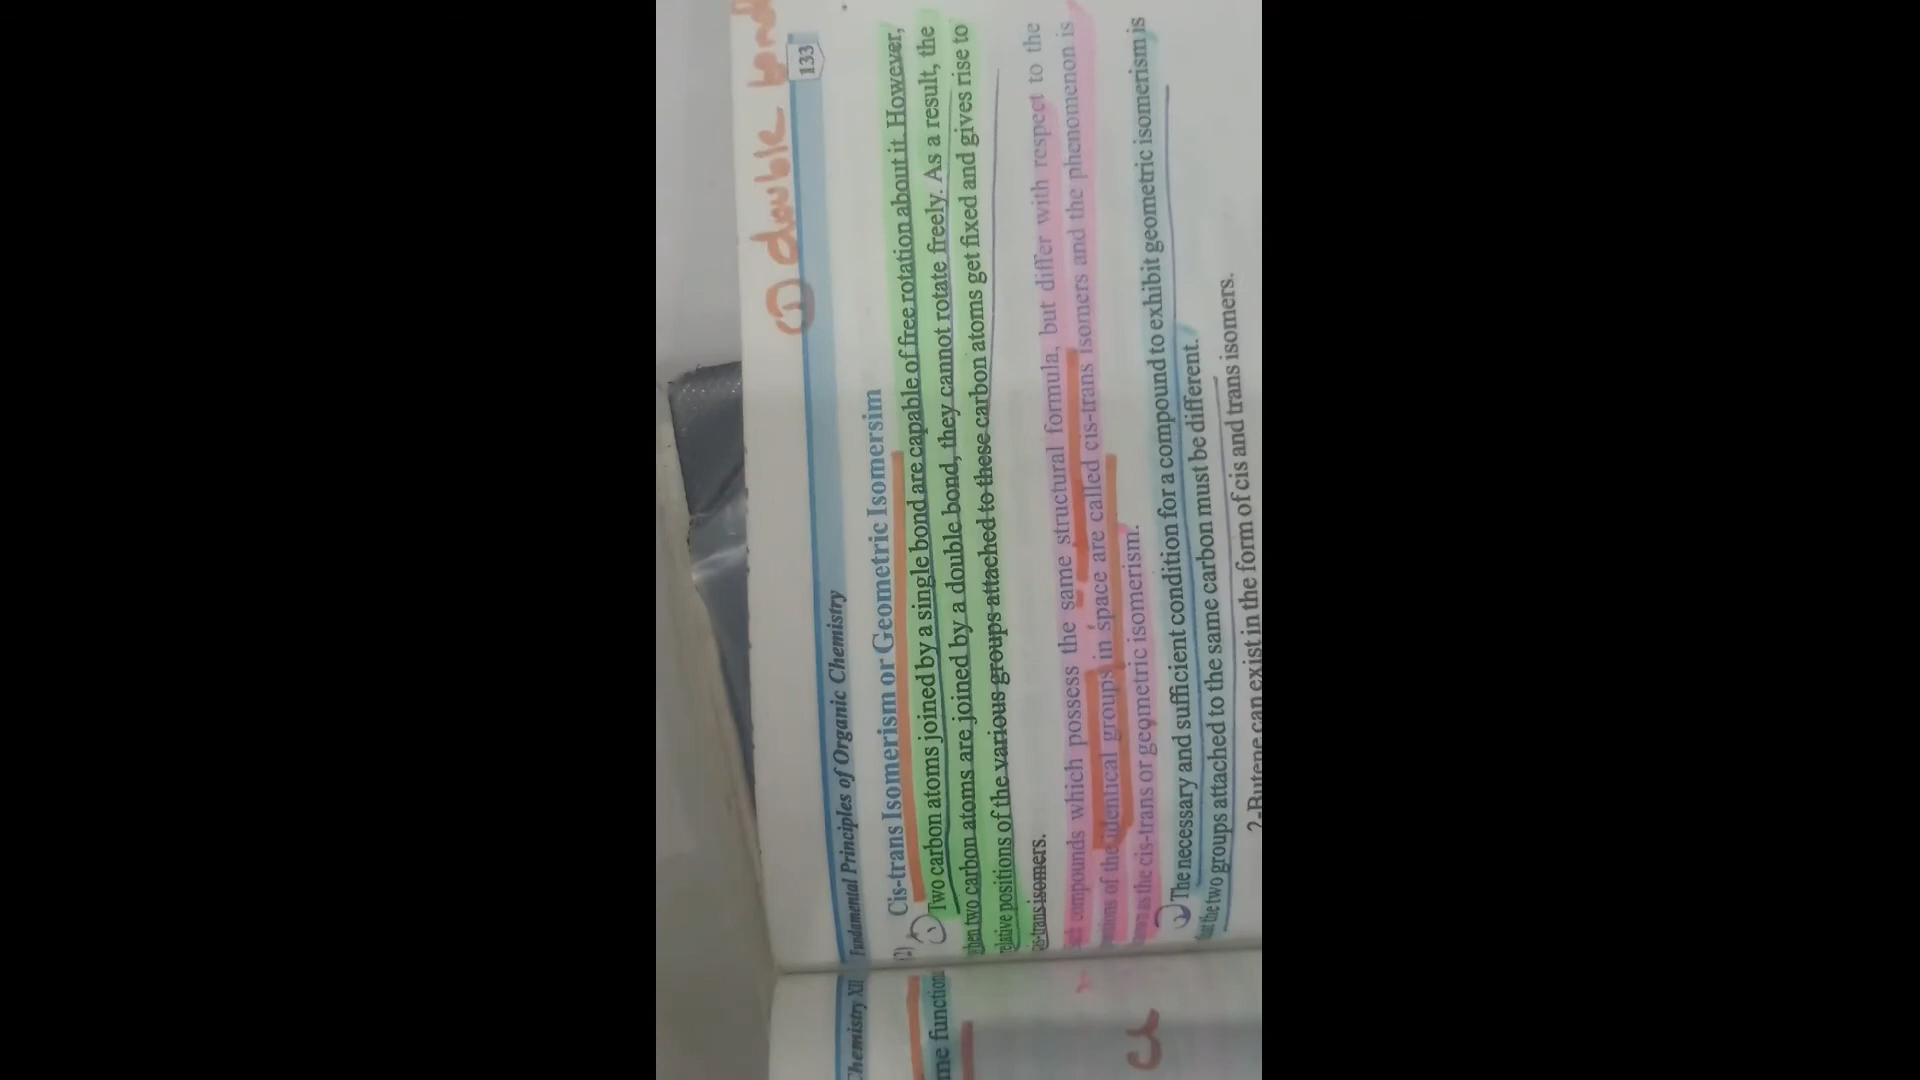 ① double bond
133
Fundamental Principles of Organic Chemistry
Cis-trans Isomerism or Geometric Isomersim
Two carbon atoms joined by a single bond are capable of free rotation about it. However,
when two carbon atoms are joined by a double bond, they cannot rotate freely. As a result, the
relative positions of the various groups attached to these carbon atoms get fixed and gives rise to
cis-trans isomers.
compounds which possess the same structural formula, but differ with respect to the
of the identical groups in space are called cis-trans isomers and the phenomenon is
as the cis-trans or geometric isomerism.
The necessary and sufficient condition for a compound to exhibit geometric isomerism is
that the two groups attached to the same carbon must be different.
2-Butene can exist in the form of cis and trans isomers.
Chemistry XII
function